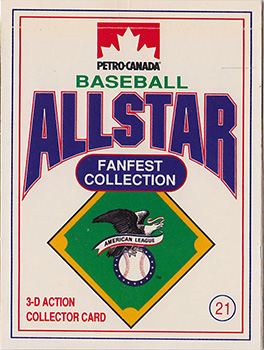 PETRO-CANADA
BASEBALL
ALLSTAR
FANFEST
COLLECTION
AMERICAN LEAGUE
3-D ACTION
COLLECTOR CARD
21